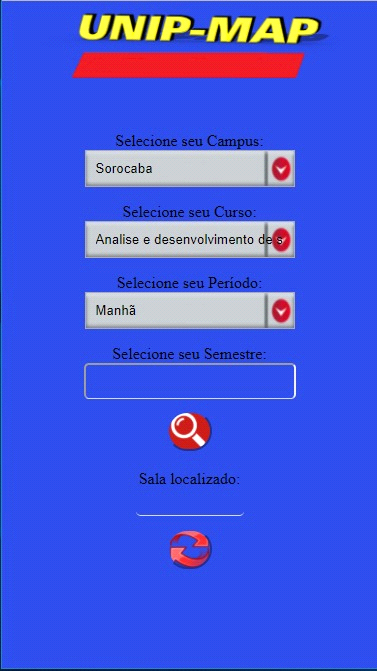 UNIP-MAP
Selecione seu Campus:
Sorocaba
Selecione seu Curso:
Analise e desenvolvimento de s
Selecione seu Período:
Manhã
Selecione seu Semestre:
Sala localizado: